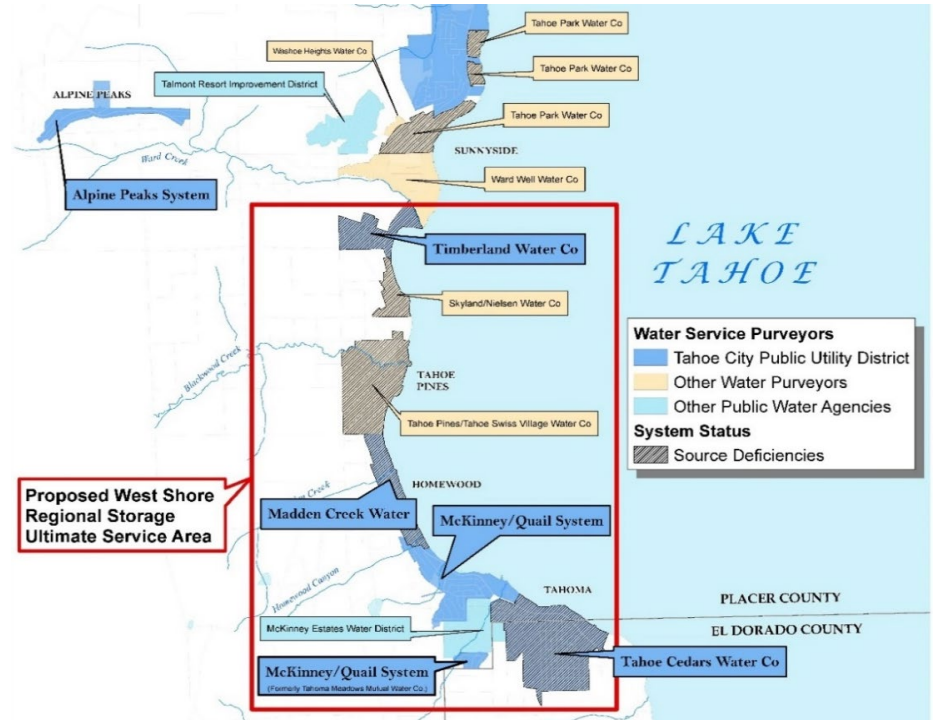 Tahoe Park Water Co
Washoe Heights Water Co
Tahoe Park Water Co
Talmont Resort Improvement District
ALPINE PEAKS
Tahoe Park Water Co
SUNNYSIDE
Ward Creek
Ward Well Water Co
Alpine Peaks System
Timberland Water Co
LAKE
TAHOE
Skyland/Nielsen Water Co
Water Service Purveyors
Tahoe City Public Utility District
Other Water Purveyors
Other Public Water Agencies
System Status
Source Deficiencies
Blackwood Creek
TAHOE
PINES
Tahoe Pines/Tahoe Swiss Village Water Co
HOMEWOOD
Proposed West Shore
Regional Storage
Ultimate Service Area
Creek
Madden Creek Water
McKinney/Quail System
Homewood Canyon
TAHOMA
PLACER COUNTY
McKinney Estates Water District
EL DORADO COUNTY
McKinney/Quail System
(Formerly Tahoma Meadows Mutual Water Co.)
Tahoe Cedars Water Co